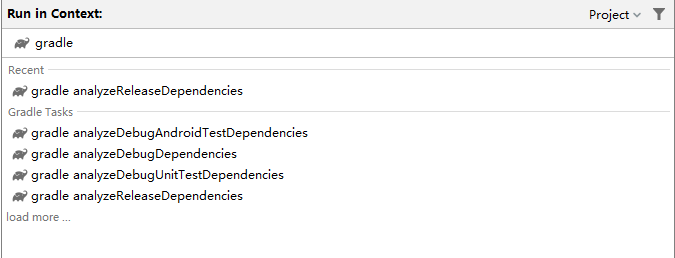 Run in Context:
Project
gradle
Recent
gradle analyzeReleaseDependencies
Gradle Tasks
gradle analyzeDebugAndroidTestDependencies
gradle analyzeDebugDependencies
gradle analyzeDebugUnitTestDependencies
gradle analyzeReleaseDependencies
load more ...